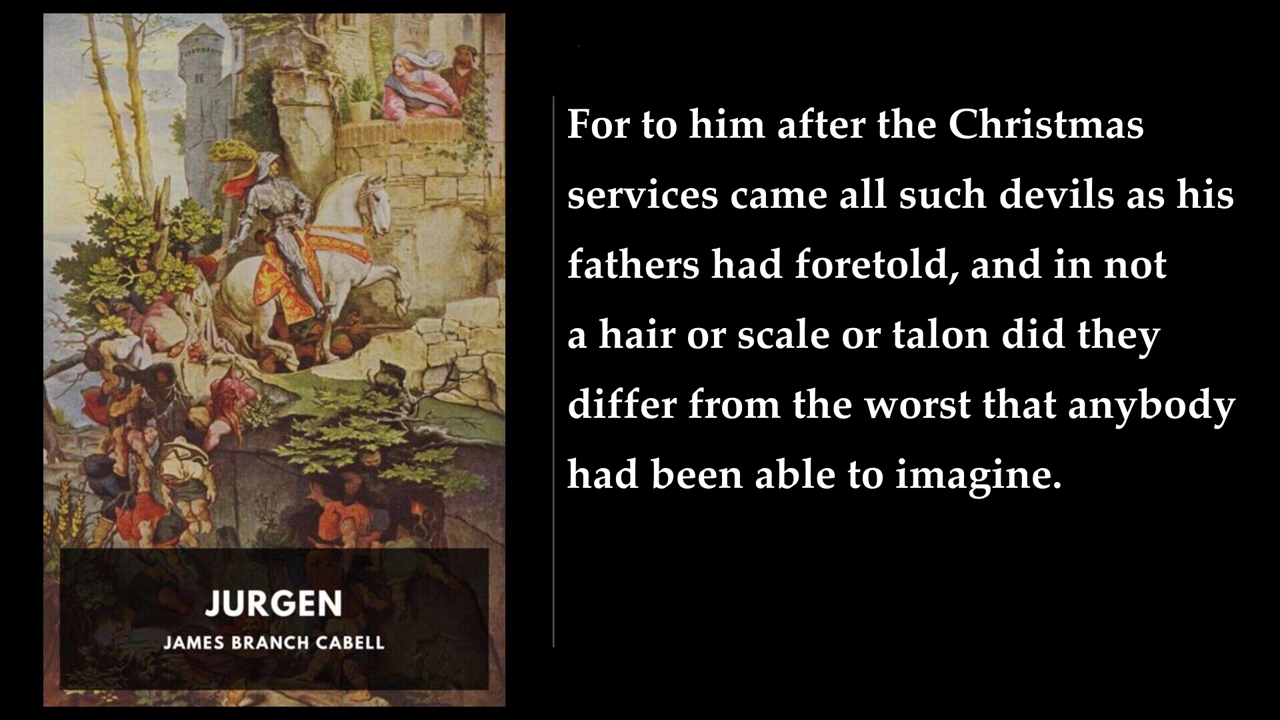 JURGEN
JAMES BRANCH CABELL
For to him after the Christmas
services came all such devils as his
fathers had foretold, and in not
a hair or scale or talon did they
differ from the worst that anybody
had been able to imagine.